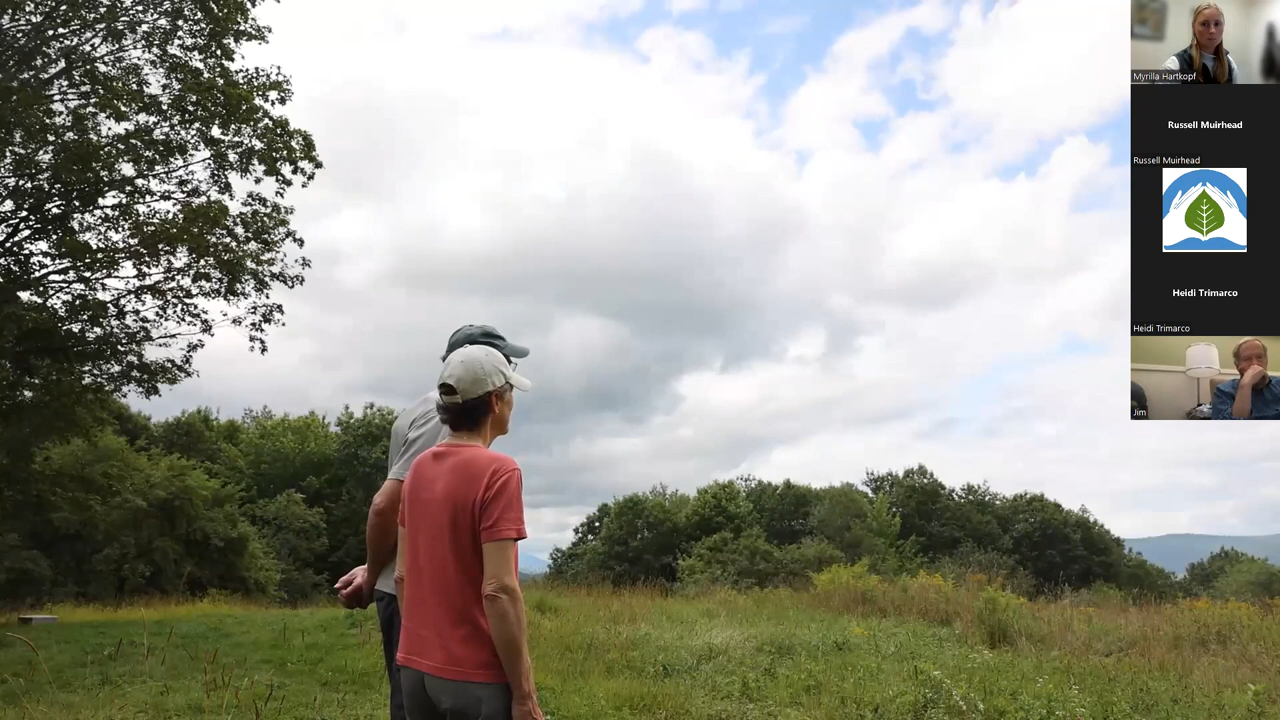 Myrilla Hartkopf
Russell Muirhead
Russell Muirhead
Heidi Trimarco
Heidi Trimarco
Jim